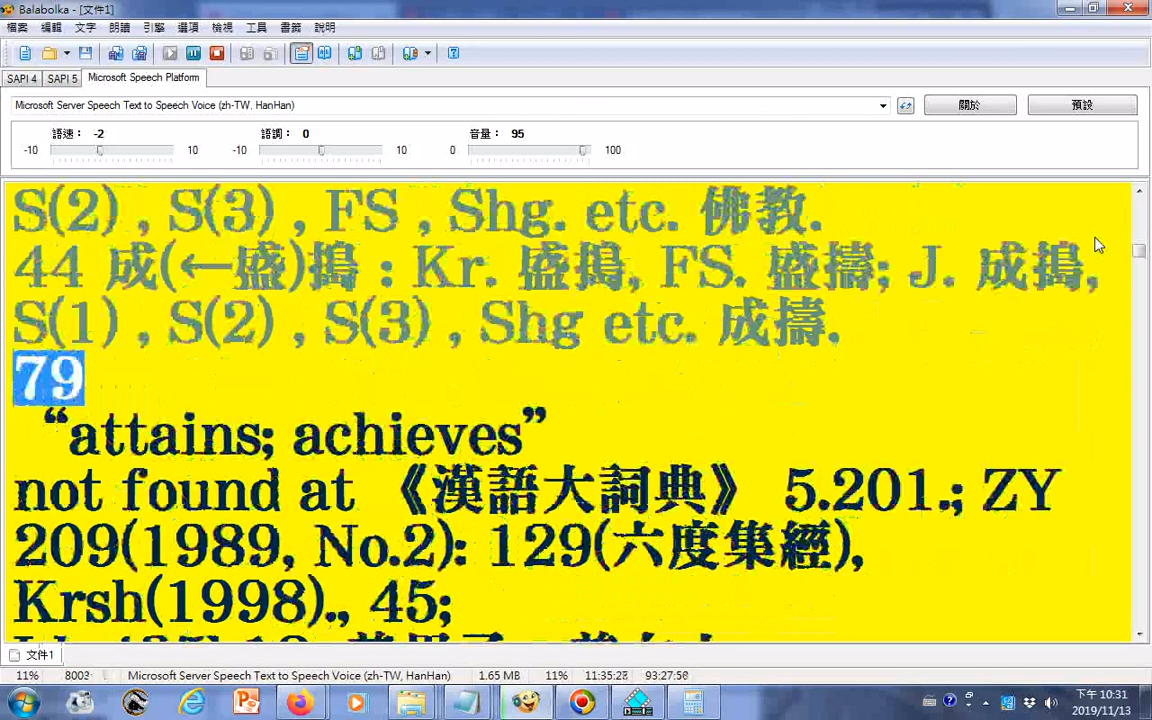 Balabolka - [文件1]
檔案 編輯 文字 朗讀 引擎 選項 檢視 工具 書籤 說明
SAPI 4 SAPI 5 Microsoft Speech Platform
Microsoft Server Speech Text to Speech Voice (zh-TW, HanHan) 關於 預設
語速： -2 語調： 0 音量： 95
-10 10 -10 10 0 100
S(2) , S(3) , FS , Shg. etc. 佛教.
44 成(←盛)搗 : Kr. 盛搗, FS. 盛擣; J. 成搗,
S(1) , S(2) , S(3) , Shg etc. 成擣.
79
“attains; achieves”
not found at 《漢語大詞典》 5.201.; ZY
209(1989, No.2): 129(六度集經),
Krsh(1998)., 45;
文件1
11% 8003 Microsoft Server Speech Text to Speech Voice (zh-TW, HanHan) 1.65 MB 11% 11:35:28 93:27:56
下午 10:31
2019/11/13